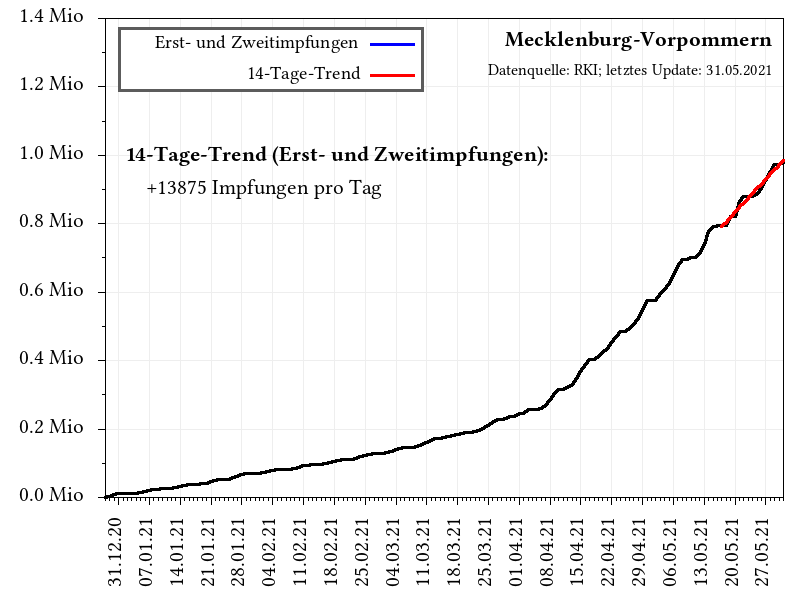 1.4 Mio
1.2 Mio
1.0 Mio
0.8 Mio
0.6 Mio
0.4 Mio
0.2 Mio
0.0 Mio
Erst- und Zweitimpfungen
14-Tage-Trend
Mecklenburg-Vorpommern
Datenquelle: RKI; letztes Update: 31.05.2021
14-Tage-Trend (Erst- und Zweitimpfungen):
+13875 Impfungen pro Tag
31.12.20
07.01.21
14.01.21
21.01.21
28.01.21
04.02.21
11.02.21
18.02.21
25.02.21
04.03.21
11.03.21
18.03.21
25.03.21
01.04.21
08.04.21
15.04.21
22.04.21
29.04.21
06.05.21
13.05.21
20.05.21
27.05.21